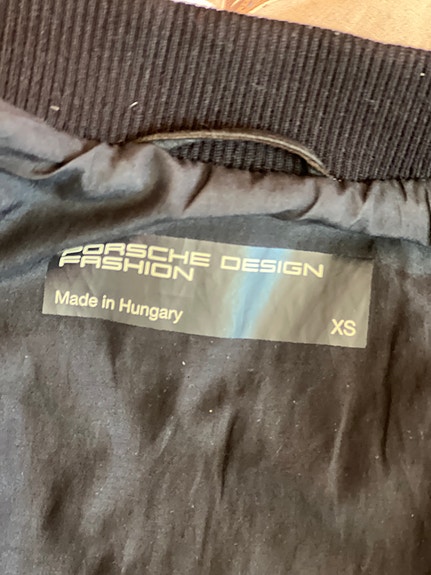 PORSCHE DESIGN
FASHION
Made in Hungary
XS